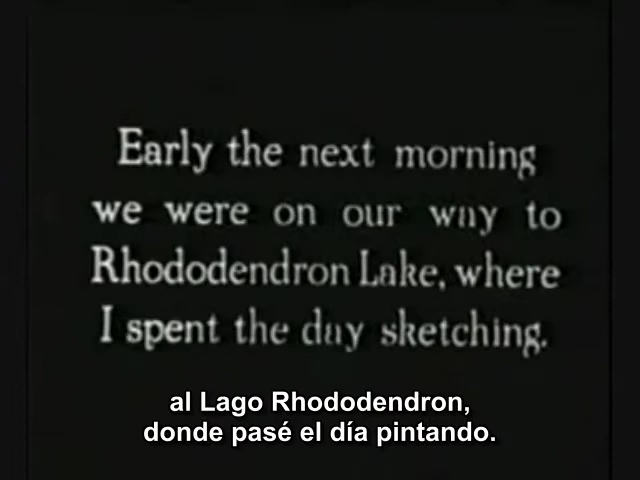 Early the next morning
we were on our way to
Rhododendron Lake, where
I spent the day sketching.
al Lago Rhododendron,
donde pasé el día pintando.